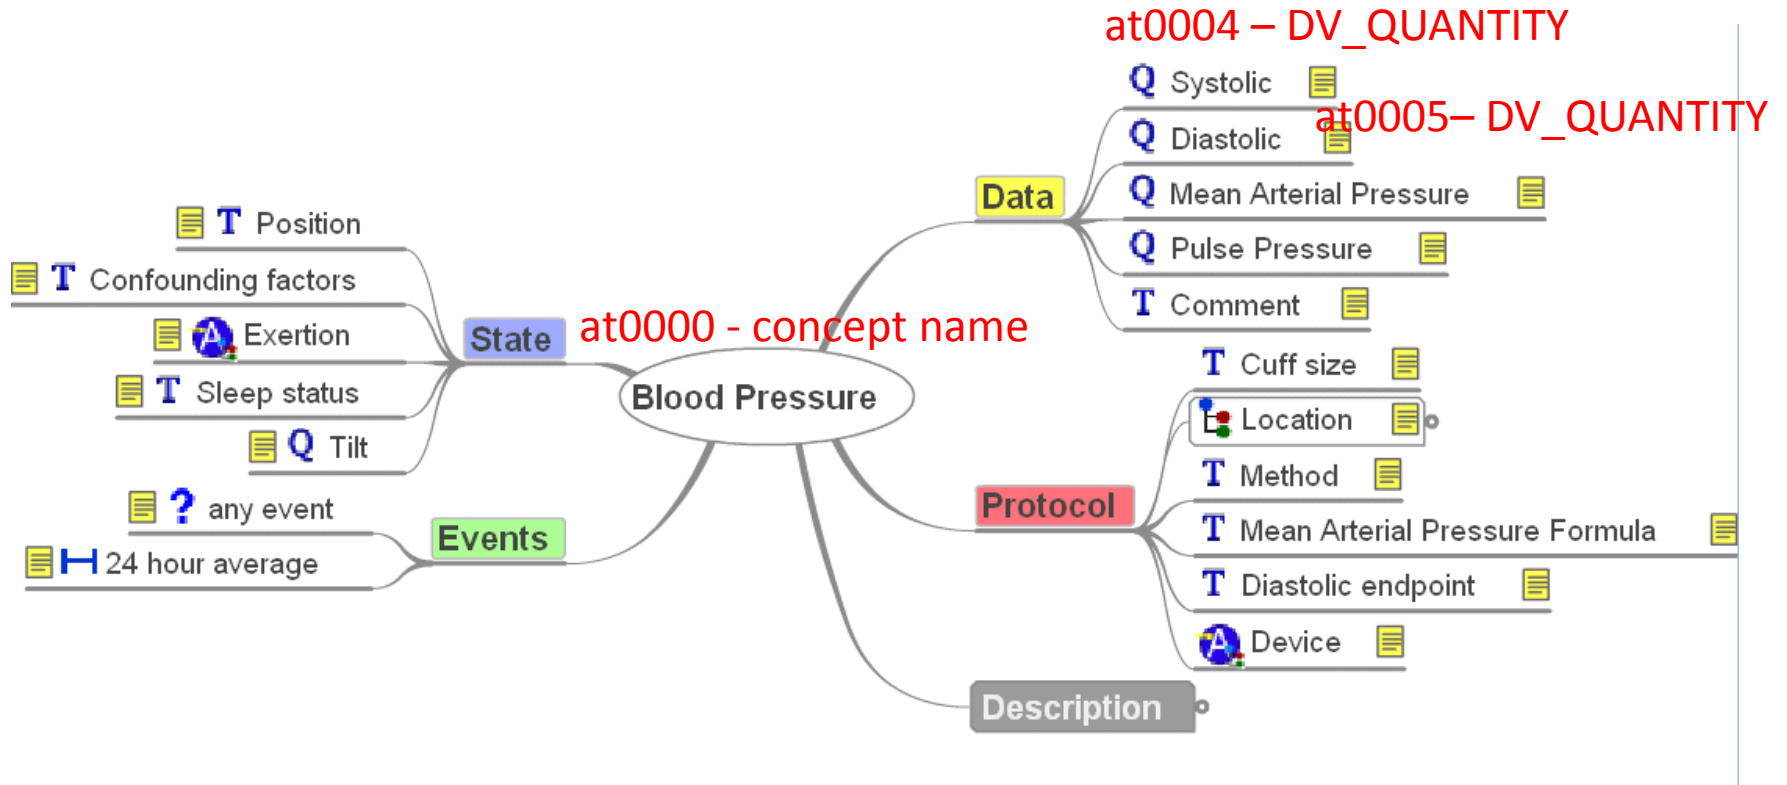 at0004 – DV_QUANTITY
Q Systolic
at0005– DV_QUANTITY
Q Diastolic
Data
Q Mean Arterial Pressure
Q Pulse Pressure
T Comment
T Position
T Confounding factors
A Exertion
State
T Sleep status
Q Tilt
at0000 - concept name
Blood Pressure
? any event
Events
24 hour average
T Cuff size
Location
T Method
Protocol
T Mean Arterial Pressure Formula
T Diastolic endpoint
A Device
Description